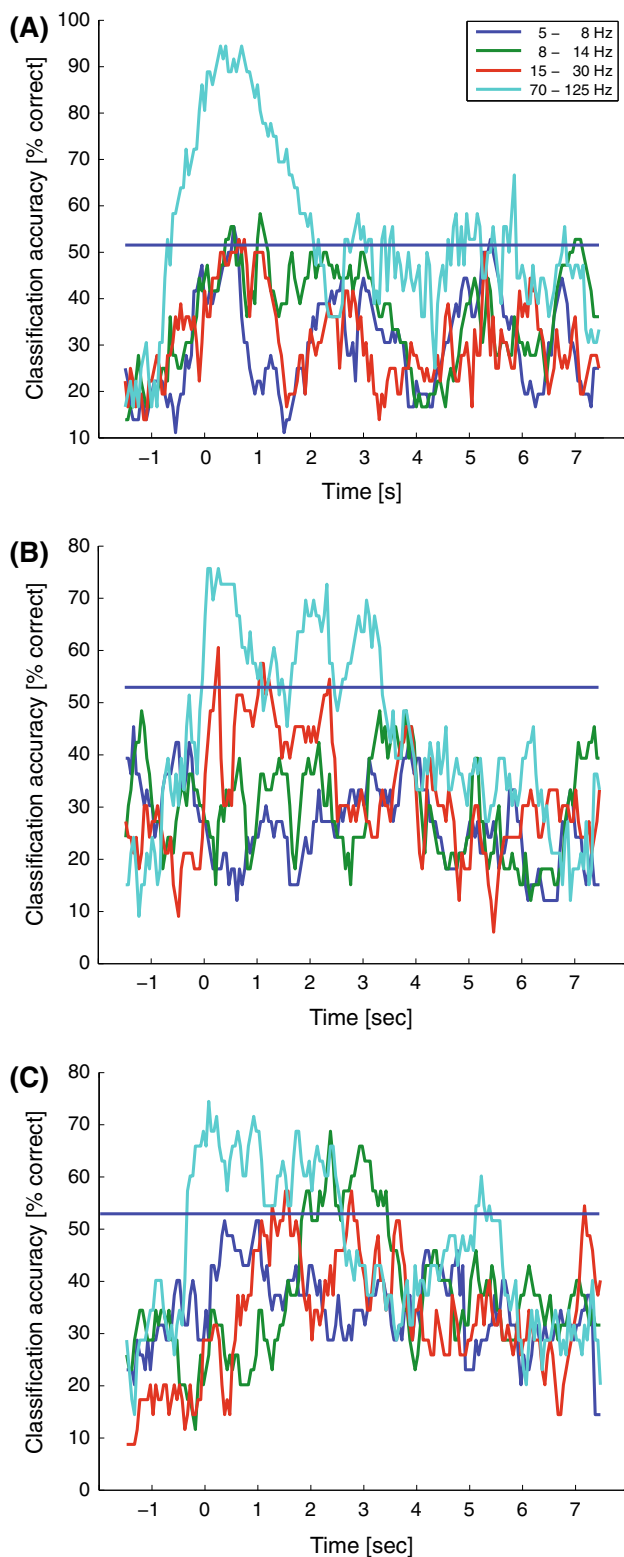 (A)
Classification accuracy [% correct]
100
90
80
70
60
50
40
30
20
10
5 – 8 Hz
8 – 14 Hz
15 – 30 Hz
70 – 125 Hz
−1 0 1 2 3 4 5 6 7
Time [s]
(B)
Classification accuracy [% correct]
80
70
60
50
40
30
20
10
0
−1 0 1 2 3 4 5 6 7
Time [sec]
(C)
Classification accuracy [% correct]
80
70
60
50
40
30
20
10
0
−1 0 1 2 3 4 5 6 7
Time [sec]